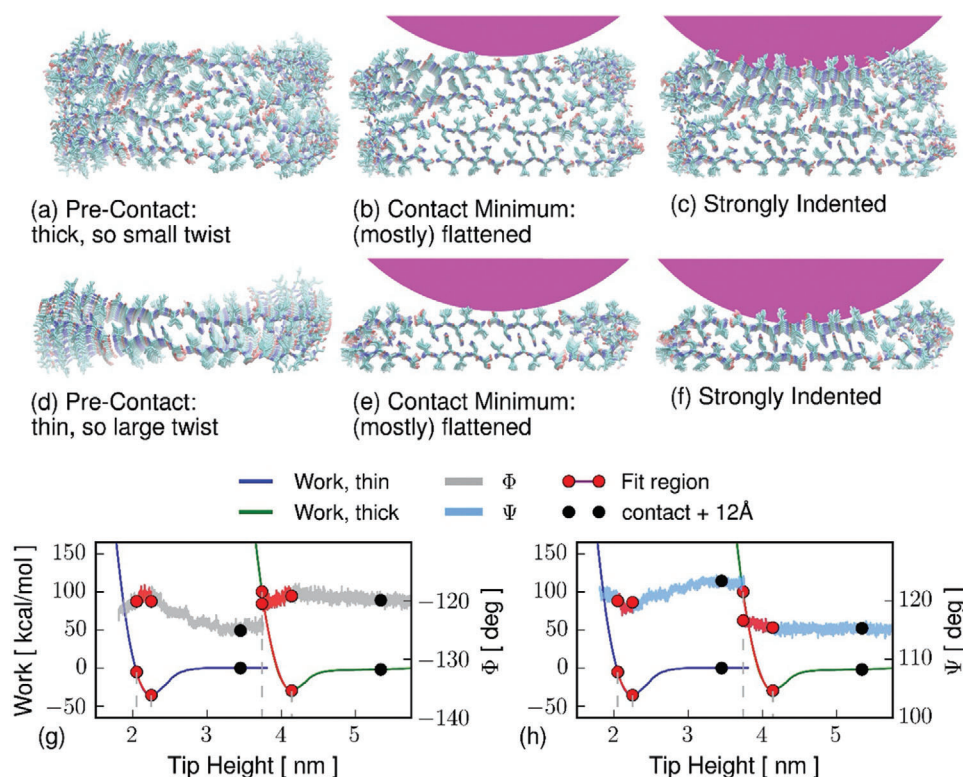 (a) Pre-Contact:
thick, so small twist
(b) Contact Minimum:
(mostly) flattened
(c) Strongly Indented
(d) Pre-Contact:
thin, so large twist
(e) Contact Minimum:
(mostly) flattened
(f) Strongly Indented
Work, thin
Φ
Fit region
Work, thick
Ψ
contact + 12Å
Work [ kcal/mol ]
150
100
50
0
−50
2
3
4
5
Tip Height [ nm ]
(g)
−120
−125
−130
−135
Φ [ deg ]
150
100
50
0
−50
2
3
4
5
Tip Height [ nm ]
(h)
120
110
100
Ψ [ deg ]